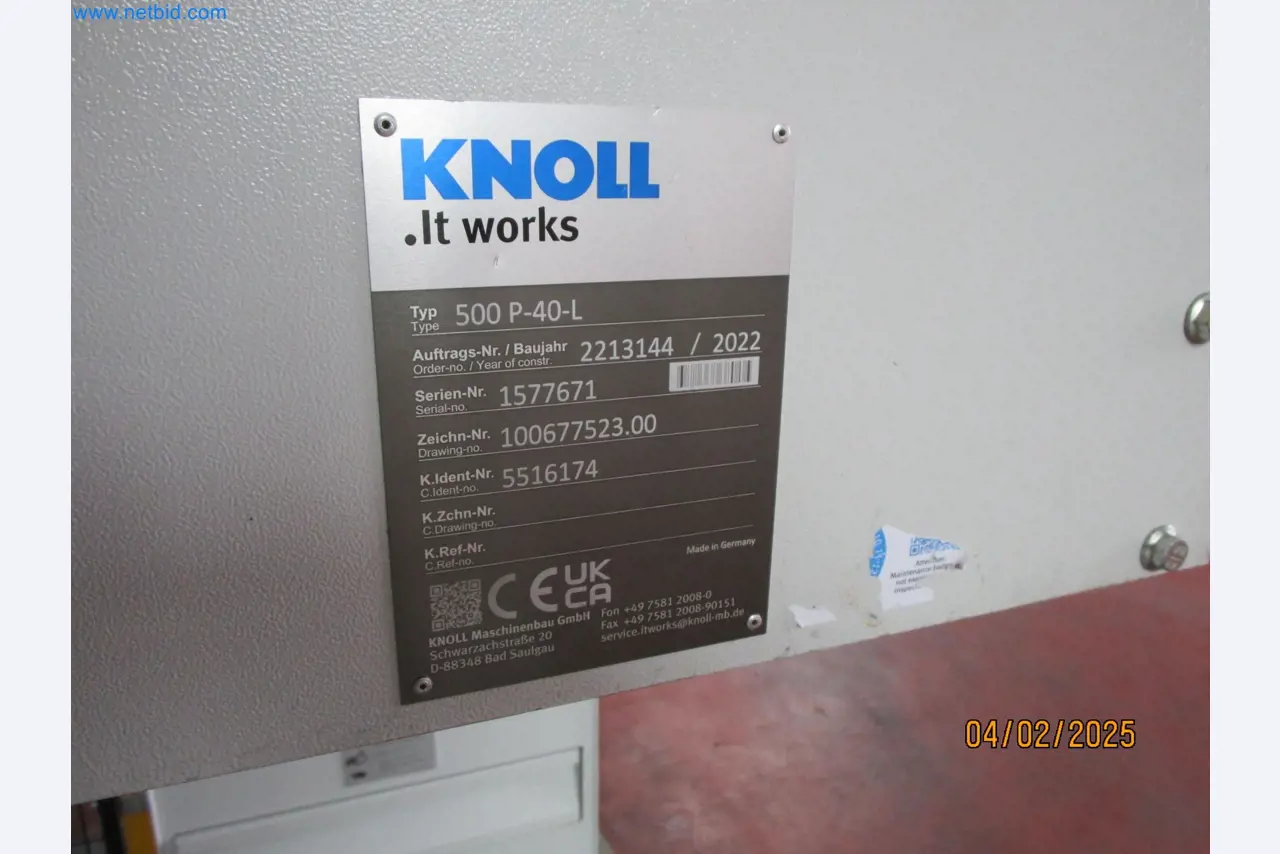 www.netbid.com
KNOLL
.It works
Typ 500 P-40-L
Type
Auftrags-Nr. / Baujahr 2213144 / 2022
Order-no. / Year of constr.
Serien-Nr. 1577671
Serial-no.
Zeichn-Nr. 100677523.00
Drawing-no.
K.Ident-Nr. 5516174
C.Ident-no.
K.Zchn-Nr.
C.Drawing-no.
K.Ref-Nr.
C.Ref-no.
Made in Germany
CE UK
CA
KNOLL Maschinenbau GmbH
Schwarzachstraße 20
D-88348 Bad Saulgau
Fon +49 7581 2008-0
Fax +49 7581 2008-90151
service.itworks@knoll-mb.de
Attention
Maintenance
not
04/02/2025